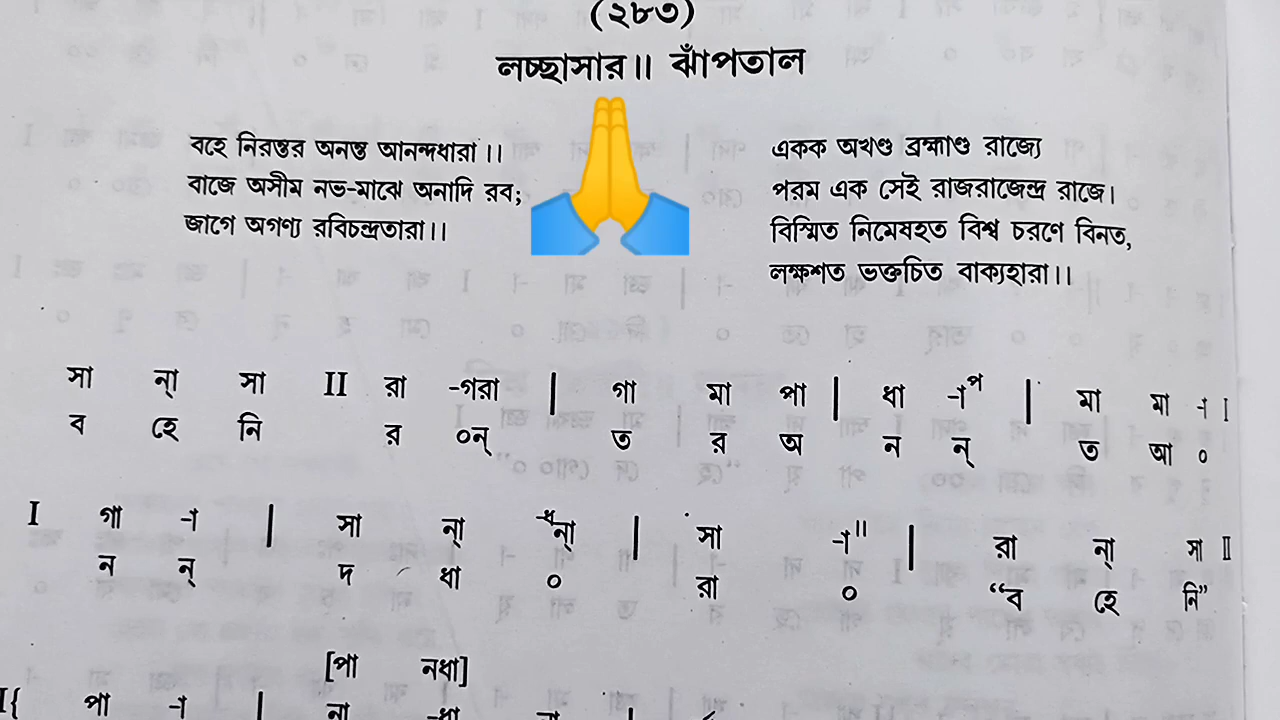 (২৮৩)
লচ্ছাসার॥ ঝাঁপতাল
বহে নিরন্তর অনন্ত আনন্দধারা॥
বাজে অসীম নভ-মাঝে অনাদি রব;
জাগে অগণ্য রবিচন্দ্রতারা॥
একক অখণ্ড ব্রহ্মাণ্ড রাজ্যে
পরম এক সেই রাজরাজেন্দ্র রাজে।
বিস্মিত নিমেষহত বিশ্ব চরণে বিনত,
লক্ষশত ভক্তচিত বাক্যহারা॥
সা ন্া সা II রা -গরা | গা মা পা | ধা -াপ | মা মা -া I
ব হে নি র ০ন্ ত র অ ন ন্ ত আ ০
I গা -া | সা ন্া ধ্ন্া | সা -া॥ | রা ন্া সা II
ন ন্ দ ধা ০ রা ০ “ব হে নি”
[পা নধা]
I{ পা -া | না -ধা না |